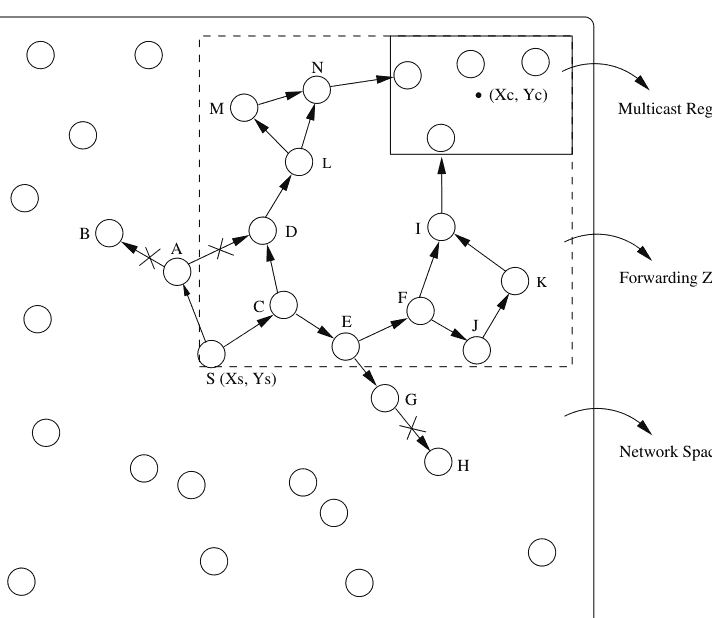 N
M
(Xc, Yc)
Multicast Reg
L
B
A
D
I
Forwarding Z
K
C
F
E
J
S (Xs, Ys)
G
Network Spac
H